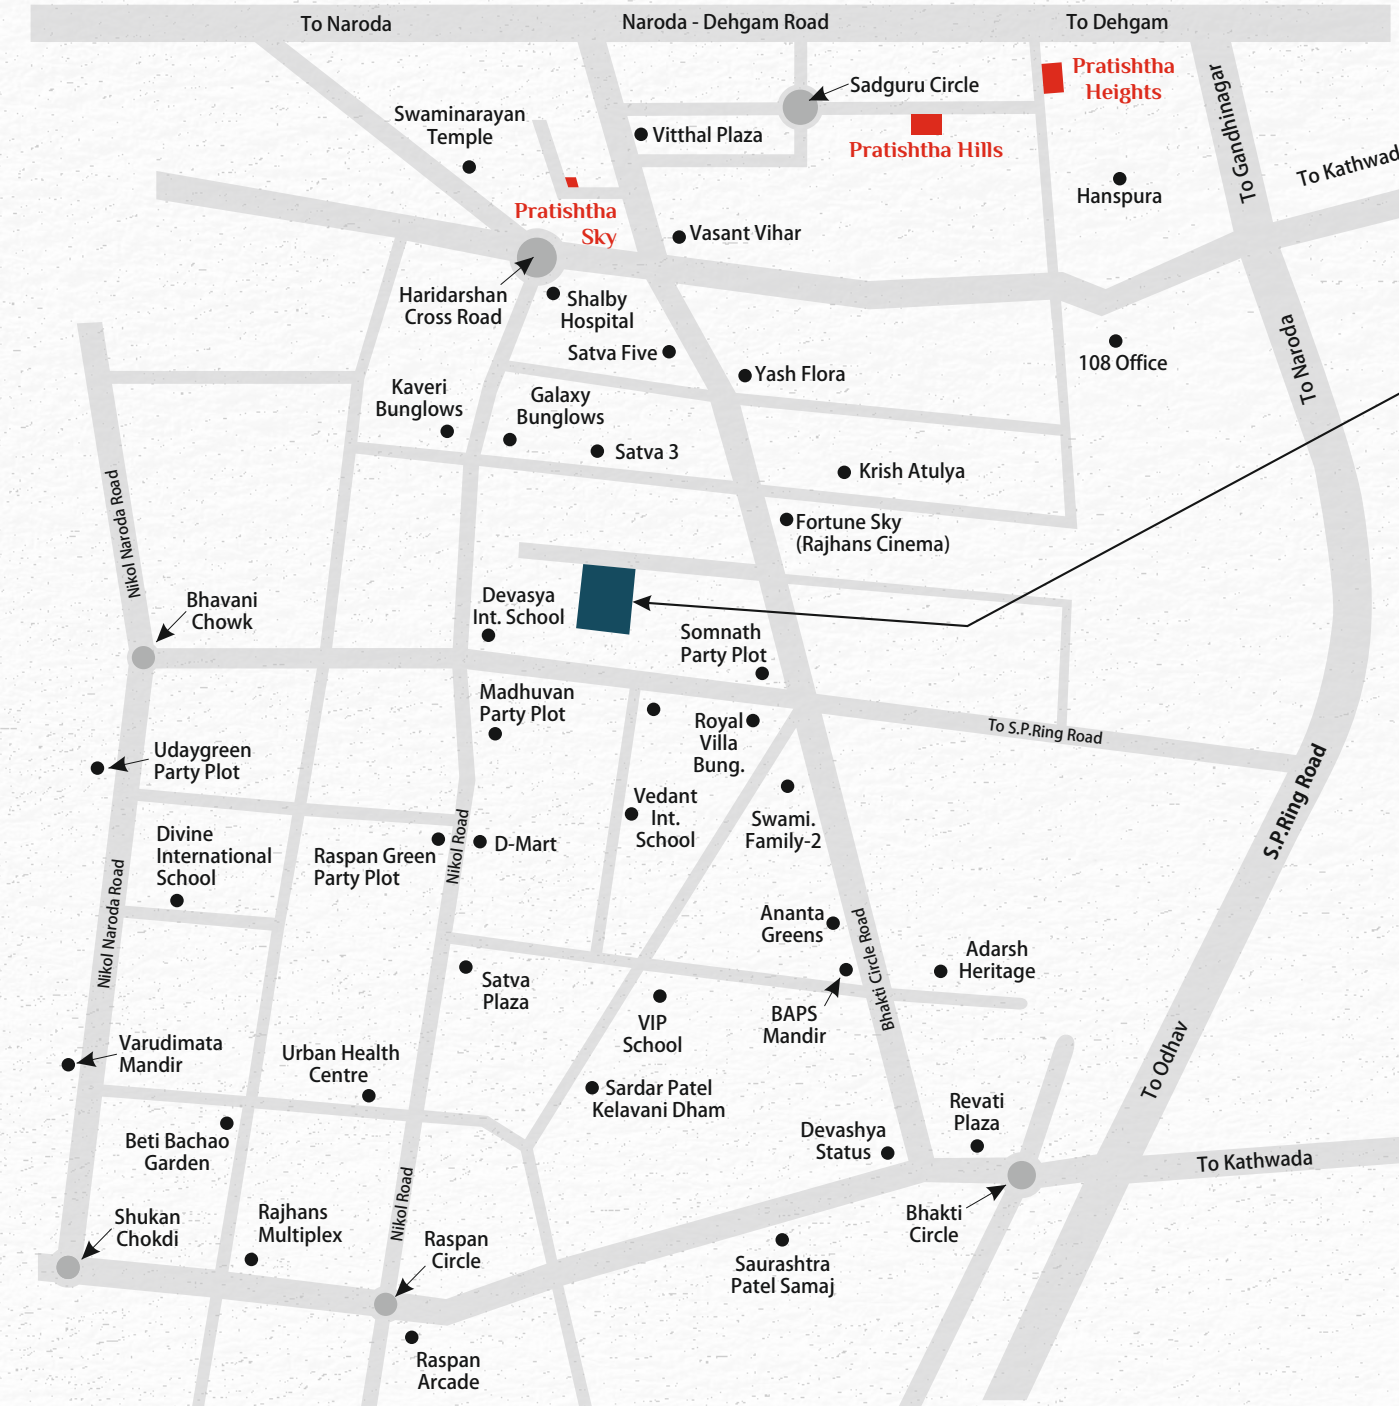 To Naroda
Naroda - Dehgam Road
To Dehgam
Pratishtha
Heights
Sadguru Circle
To Gandhinagar
Swaminarayan
Temple
Vitthal Plaza
Pratishtha Hills
To Kathwad
Hanspura
Pratishtha
Sky
Vasant Vihar
Haridarshan
Cross Road
Shalby
Hospital
Satva Five
To Naroda
108 Office
Yash Flora
Kaveri
Bunglows
Galaxy
Bunglows
Satva 3
Krish Atulya
Nikol Naroda Road
Fortune Sky
(Rajhans Cinema)
Bhavani
Chowk
Devasya
Int. School
Somnath
Party Plot
Madhuvan
Party Plot
Royal
Villa
Bung.
To S.P.Ring Road
Udaygreen
Party Plot
S.P.Ring Road
Vedant
Int.
School
Swami.
Family-2
Divine
International
School
Raspan Green
Party Plot
Nikol Road
D-Mart
Nikol Naroda Road
Ananta
Greens
Bhakti Circle Road
Adarsh
Heritage
Satva
Plaza
VIP
School
BAPS
Mandir
Varudimata
Mandir
Urban Health
Centre
To Odhav
Sardar Patel
Kelavani Dham
Revati
Plaza
Beti Bachao
Garden
Devashya
Status
To Kathwada
Nikol Road
Shukan
Chokdi
Rajhans
Multiplex
Raspan
Circle
Bhakti
Circle
Saurashtra
Patel Samaj
Raspan
Arcade